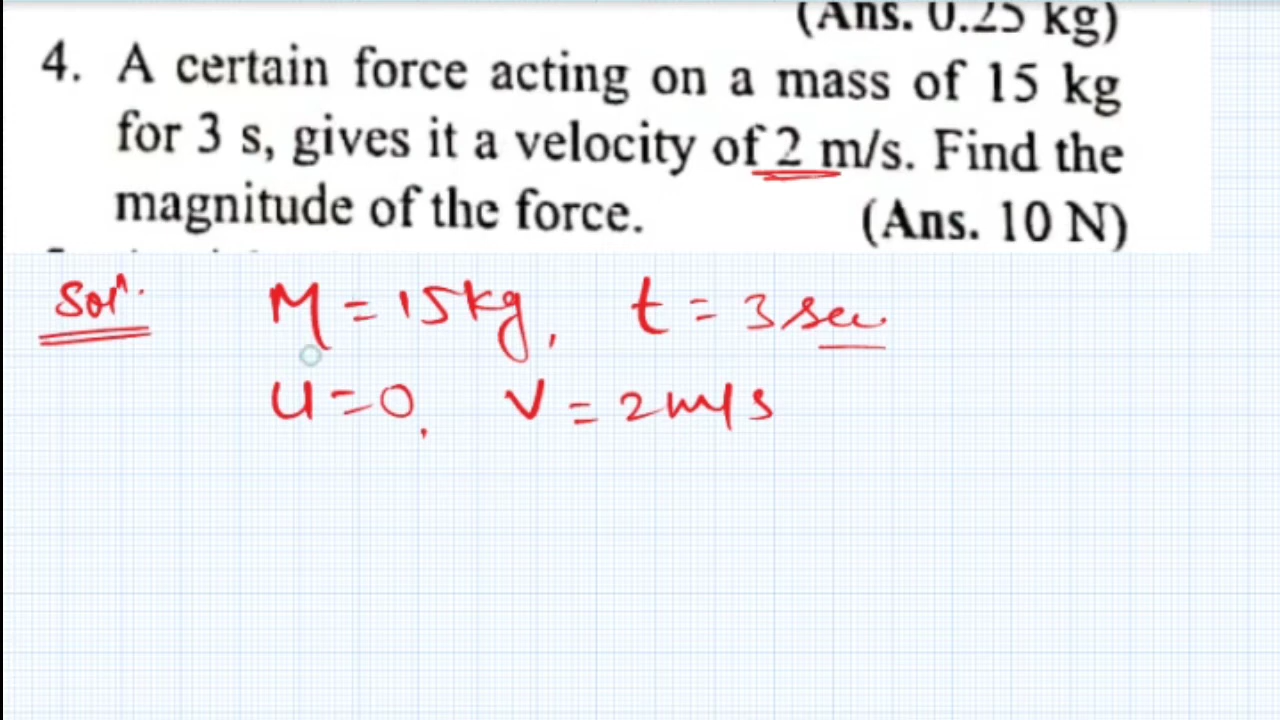 (Ans. 0.25 kg)
4. A certain force acting on a mass of 15 kg
for 3 s, gives it a velocity of 2 m/s. Find the
magnitude of the force. (Ans. 10 N)
Solⁿ. M = 15kg, t = 3 sec
u = 0, v = 2 m/s